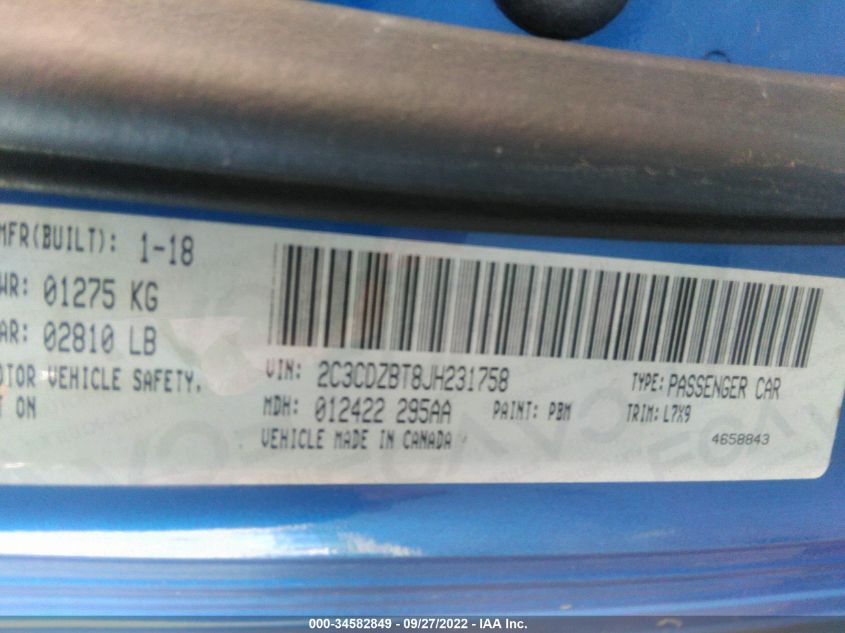 MFR(BUILT): 1-18
WR: 01275 KG
AR: 02810 LB
OTOR VEHICLE SAFETY,
T ON
VIN: 2C3CDZBT8JH231758
TYPE: PASSENGER CAR
MDH: 012422 295AA
PAINT: PBM
TRIM: L7X9
VEHICLE MADE IN CANADA
4658843
000-34582849 - 09/27/2022 - IAA Inc.